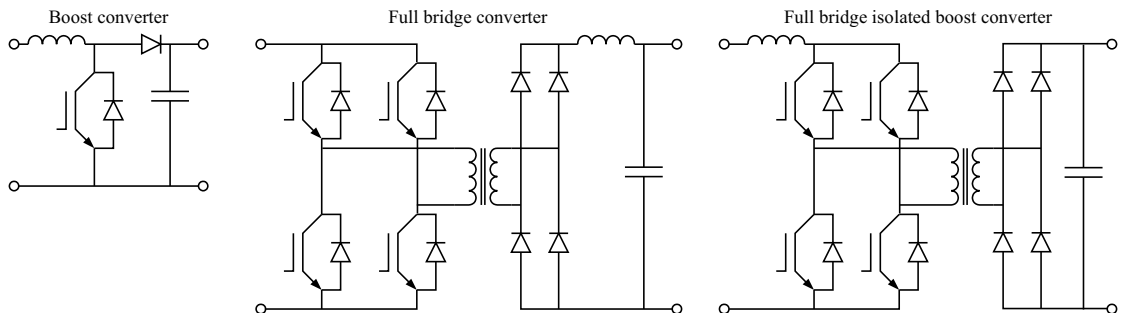 Boost converter
Full bridge converter
Full bridge isolated boost converter